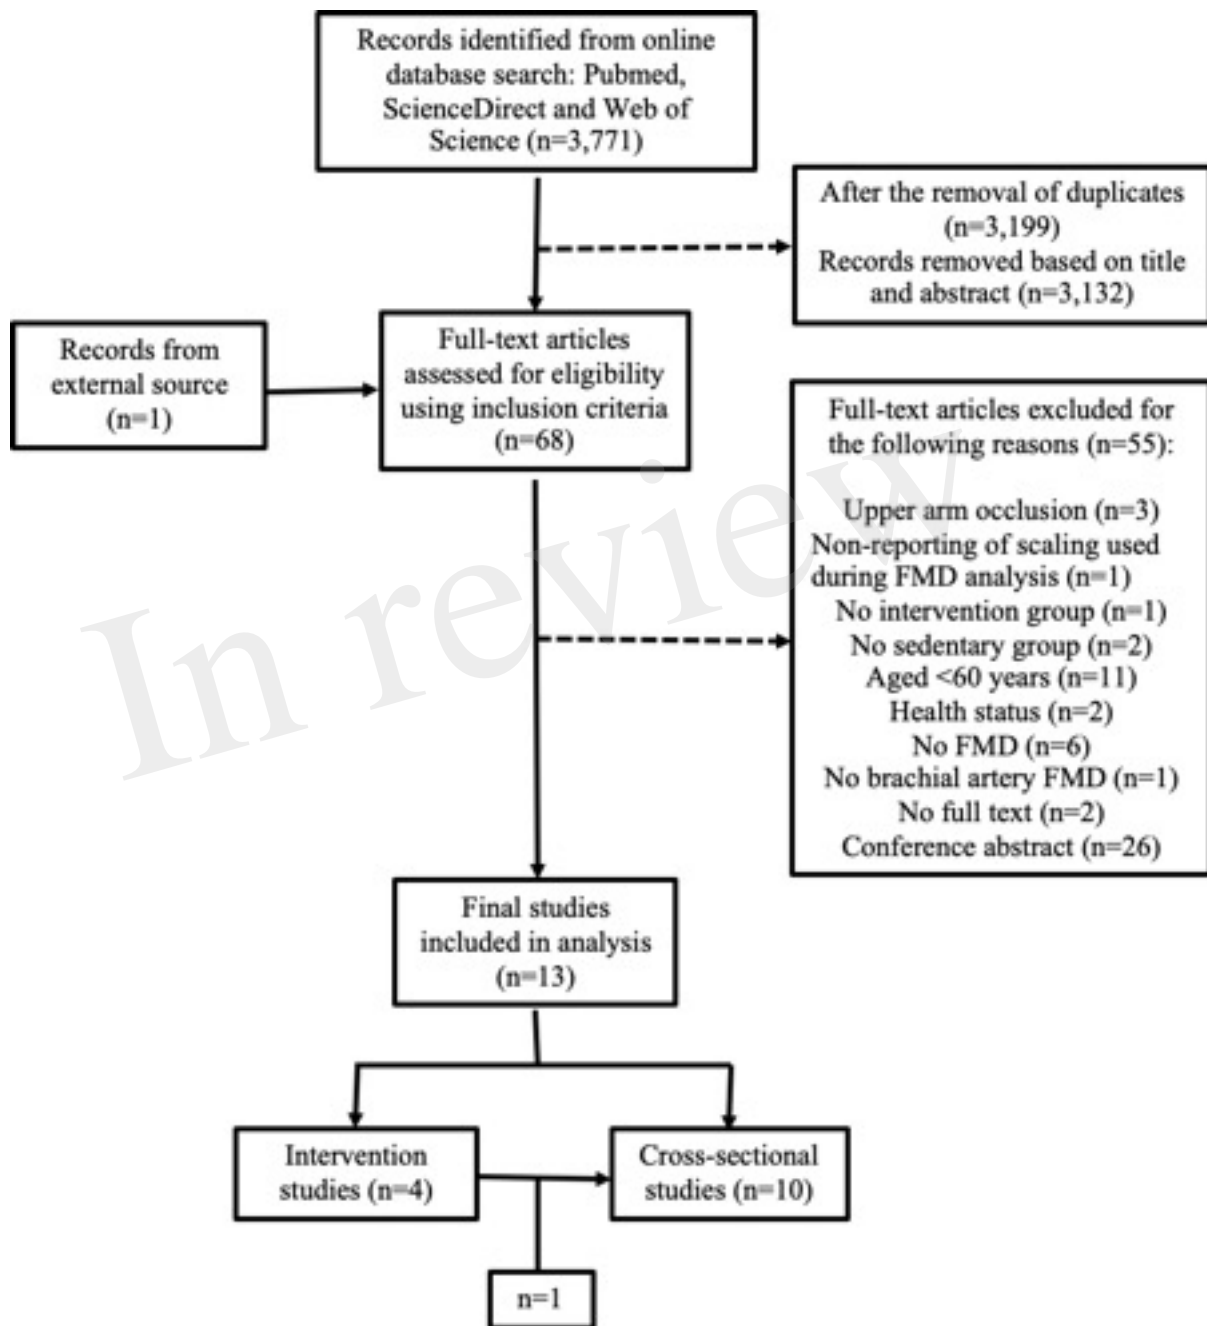 Records identified from online
database search: Pubmed,
ScienceDirect and Web of
Science (n=3,771)
After the removal of duplicates
(n=3,199)
Records removed based on title
and abstract (n=3,132)
Records from
external source
(n=1)
Full-text articles
assessed for eligibility
using inclusion criteria
(n=68)
Full-text articles excluded for
the following reasons (n=55):
Upper arm occlusion (n=3)
Non-reporting of scaling used
during FMD analysis (n=1)
No intervention group (n=1)
No sedentary group (n=2)
Aged <60 years (n=11)
Health status (n=2)
No FMD (n=6)
No brachial artery FMD (n=1)
No full text (n=2)
Conference abstract (n=26)
In review
Final studies
included in analysis
(n=13)
Intervention
studies (n=4)
Cross-sectional
studies (n=10)
n=1